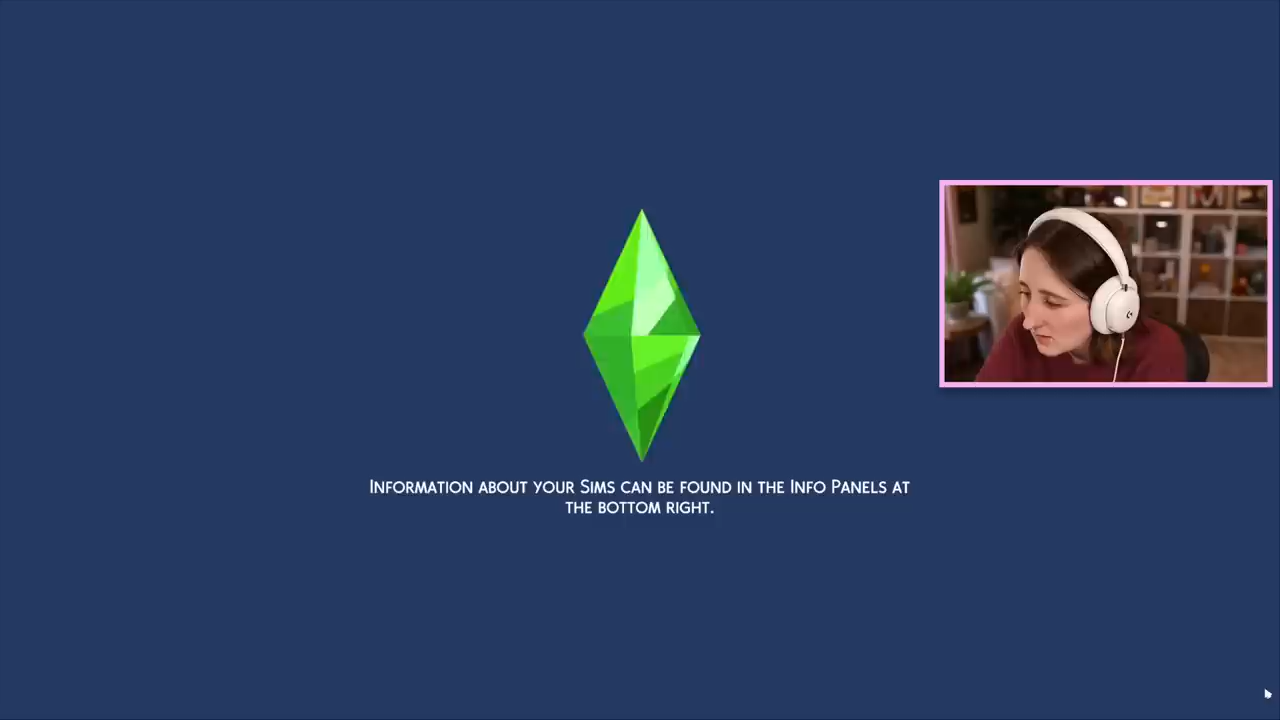 Information about your Sims can be found in the Info Panels at
the bottom right.